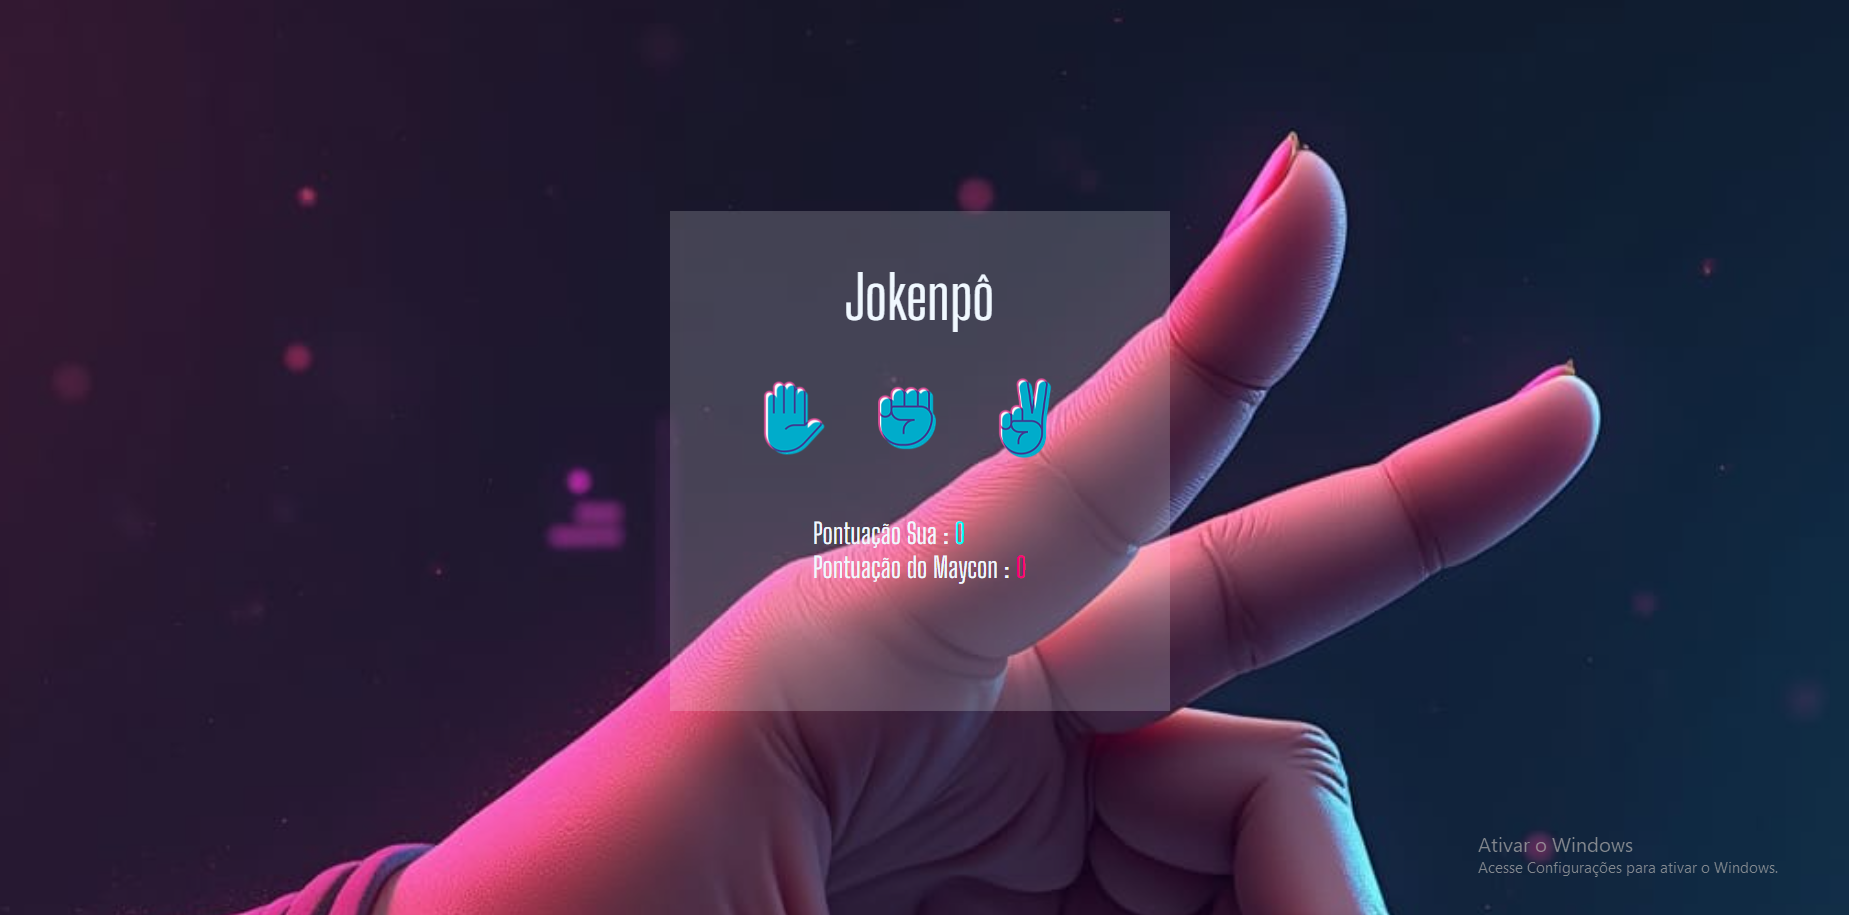 Jokenpô
Pontuação Sua : 0
Pontuação do Maycon : 0
Ativar o Windows
Acesse Configurações para ativar o Windows.